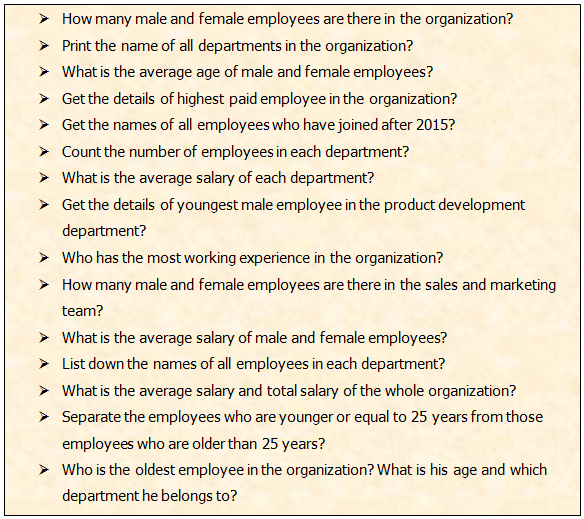 ➢ How many male and female employees are there in the organization?
➢ Print the name of all departments in the organization?
➢ What is the average age of male and female employees?
➢ Get the details of highest paid employee in the organization?
➢ Get the names of all employees who have joined after 2015?
➢ Count the number of employees in each department?
➢ What is the average salary of each department?
➢ Get the details of youngest male employee in the product development
department?
➢ Who has the most working experience in the organization?
➢ How many male and female employees are there in the sales and marketing
team?
➢ What is the average salary of male and female employees?
➢ List down the names of all employees in each department?
➢ What is the average salary and total salary of the whole organization?
➢ Separate the employees who are younger or equal to 25 years from those
employees who are older than 25 years?
➢ Who is the oldest employee in the organization? What is his age and which
department he belongs to?